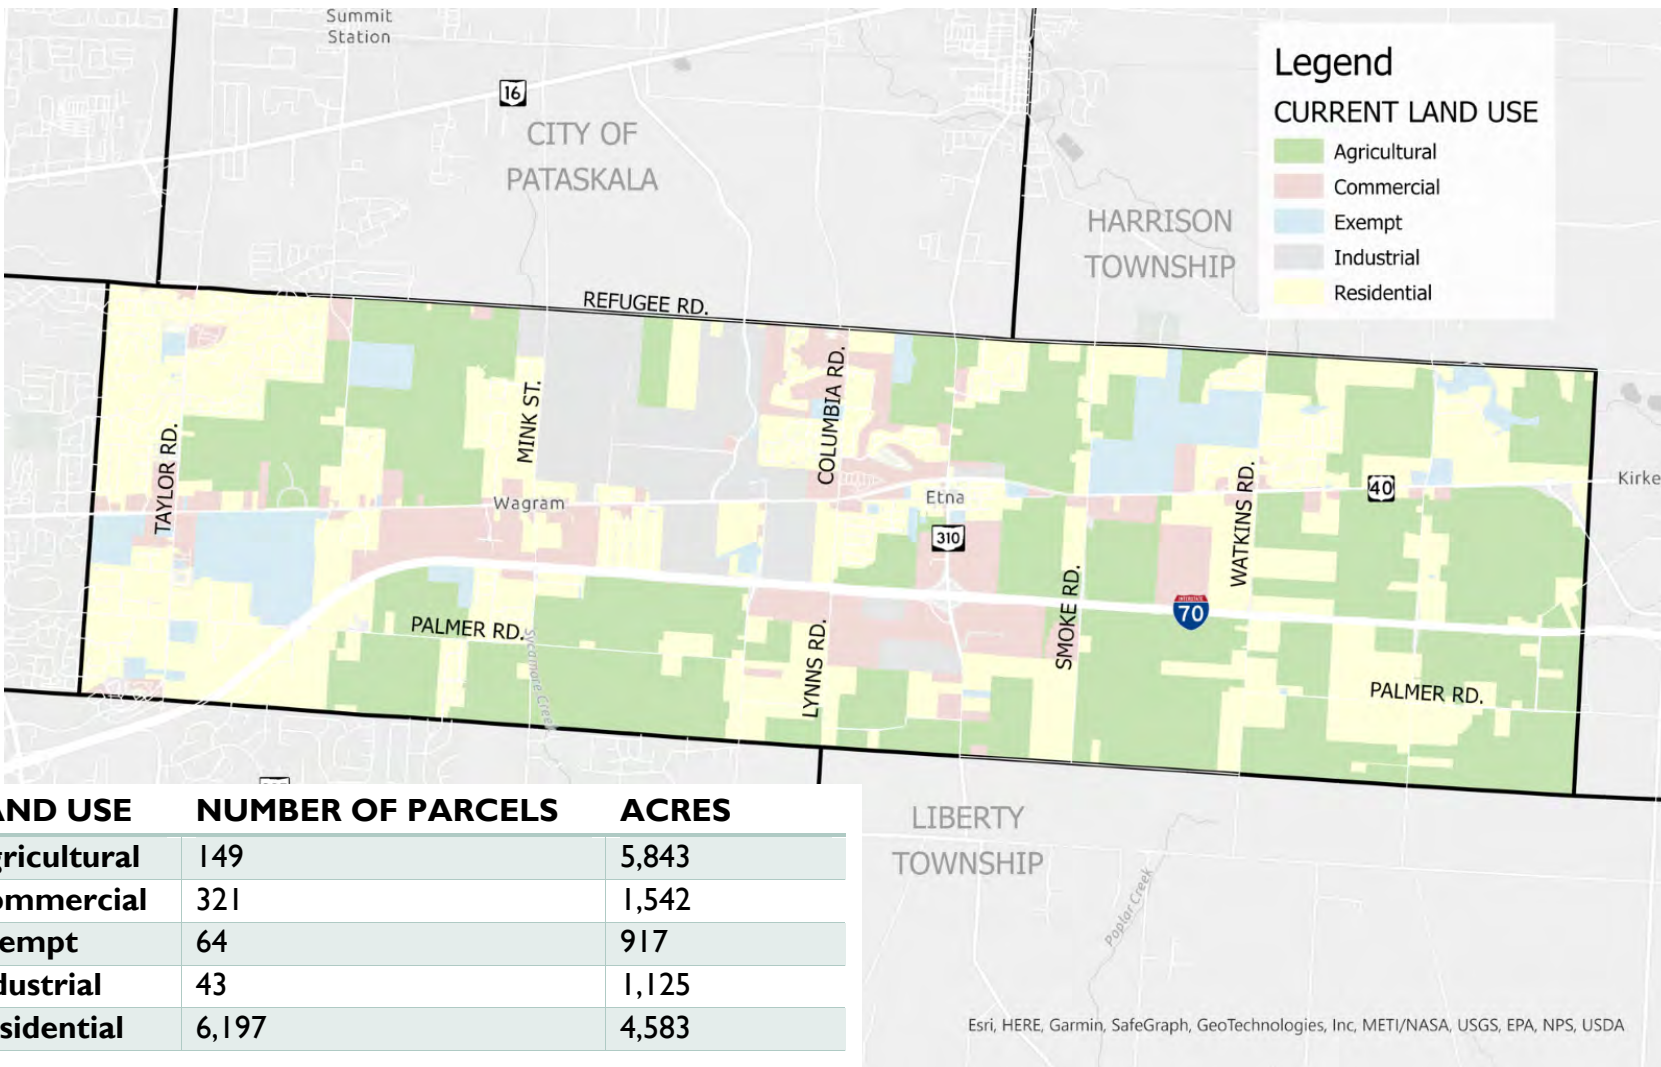 Summit
Station
16
CITY OF
PATASKALA
HARRISON
TOWNSHIP
Legend
CURRENT LAND USE
Agricultural
Commercial
Exempt
Industrial
Residential
REFUGEE RD.
TAYLOR RD.
MINK ST.
COLUMBIA RD.
Wagram
Etna
310
40
Kirke
WATKINS RD.
SMOKE RD.
INTERSTATE
70
PALMER RD.
Sycamore Creek
LYNNS RD.
PALMER RD.
LIBERTY
TOWNSHIP
Poplar Creek
AND USE NUMBER OF PARCELS ACRES
gricultural 149 5,843
ommercial 321 1,542
empt 64 917
dustrial 43 1,125
sidential 6,197 4,583
Esri, HERE, Garmin, SafeGraph, GeoTechnologies, Inc, METI/NASA, USGS, EPA, NPS, USDA